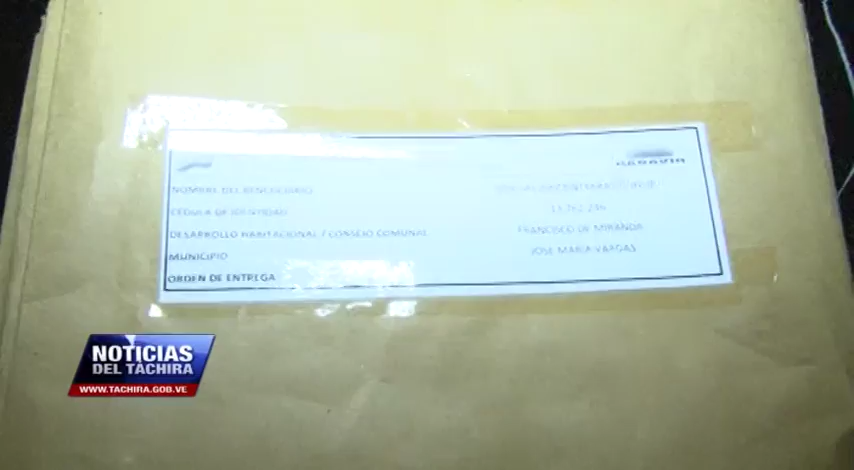 NOMBRE DEL BENEFICIARIO
CEDULA DE IDENTIDAD
DESARROLLO HABITACIONAL / CONSEJO COMUNAL FRANCISCO DE MIRANDA
MUNICIPIO JOSE MARIA VARGAS
ORDEN DE ENTREGA
NOTICIAS
DEL TÁCHIRA
WWW.TACHIRA.GOB.VE